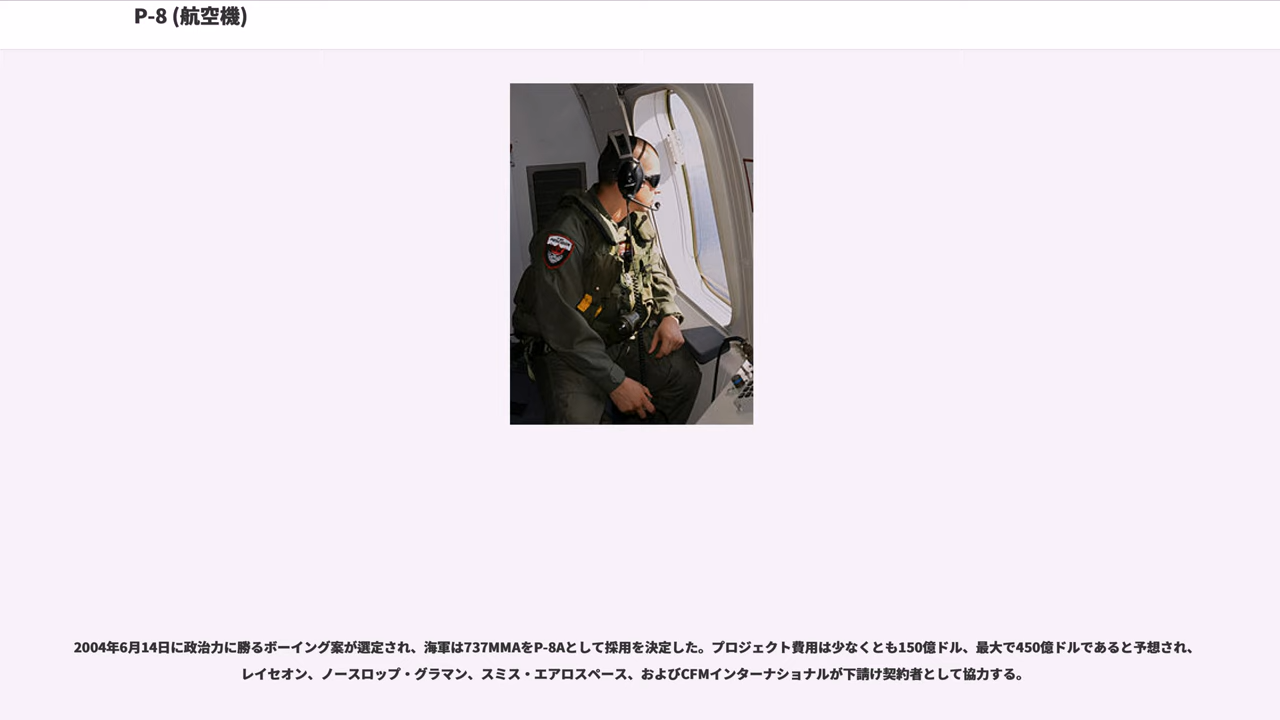 P-8 (航空機)
2004年6月14日に政治力に勝るボーイング案が選定され、海軍は737MMAをP-8Aとして採用を決定した。プロジェクト費用は少なくとも150億ドル、最大で450億ドルであると予想され、
レイセオン、ノースロップ・グラマン、スミス・エアロスペース、およびCFMインターナショナルが下請け契約者として協力する。